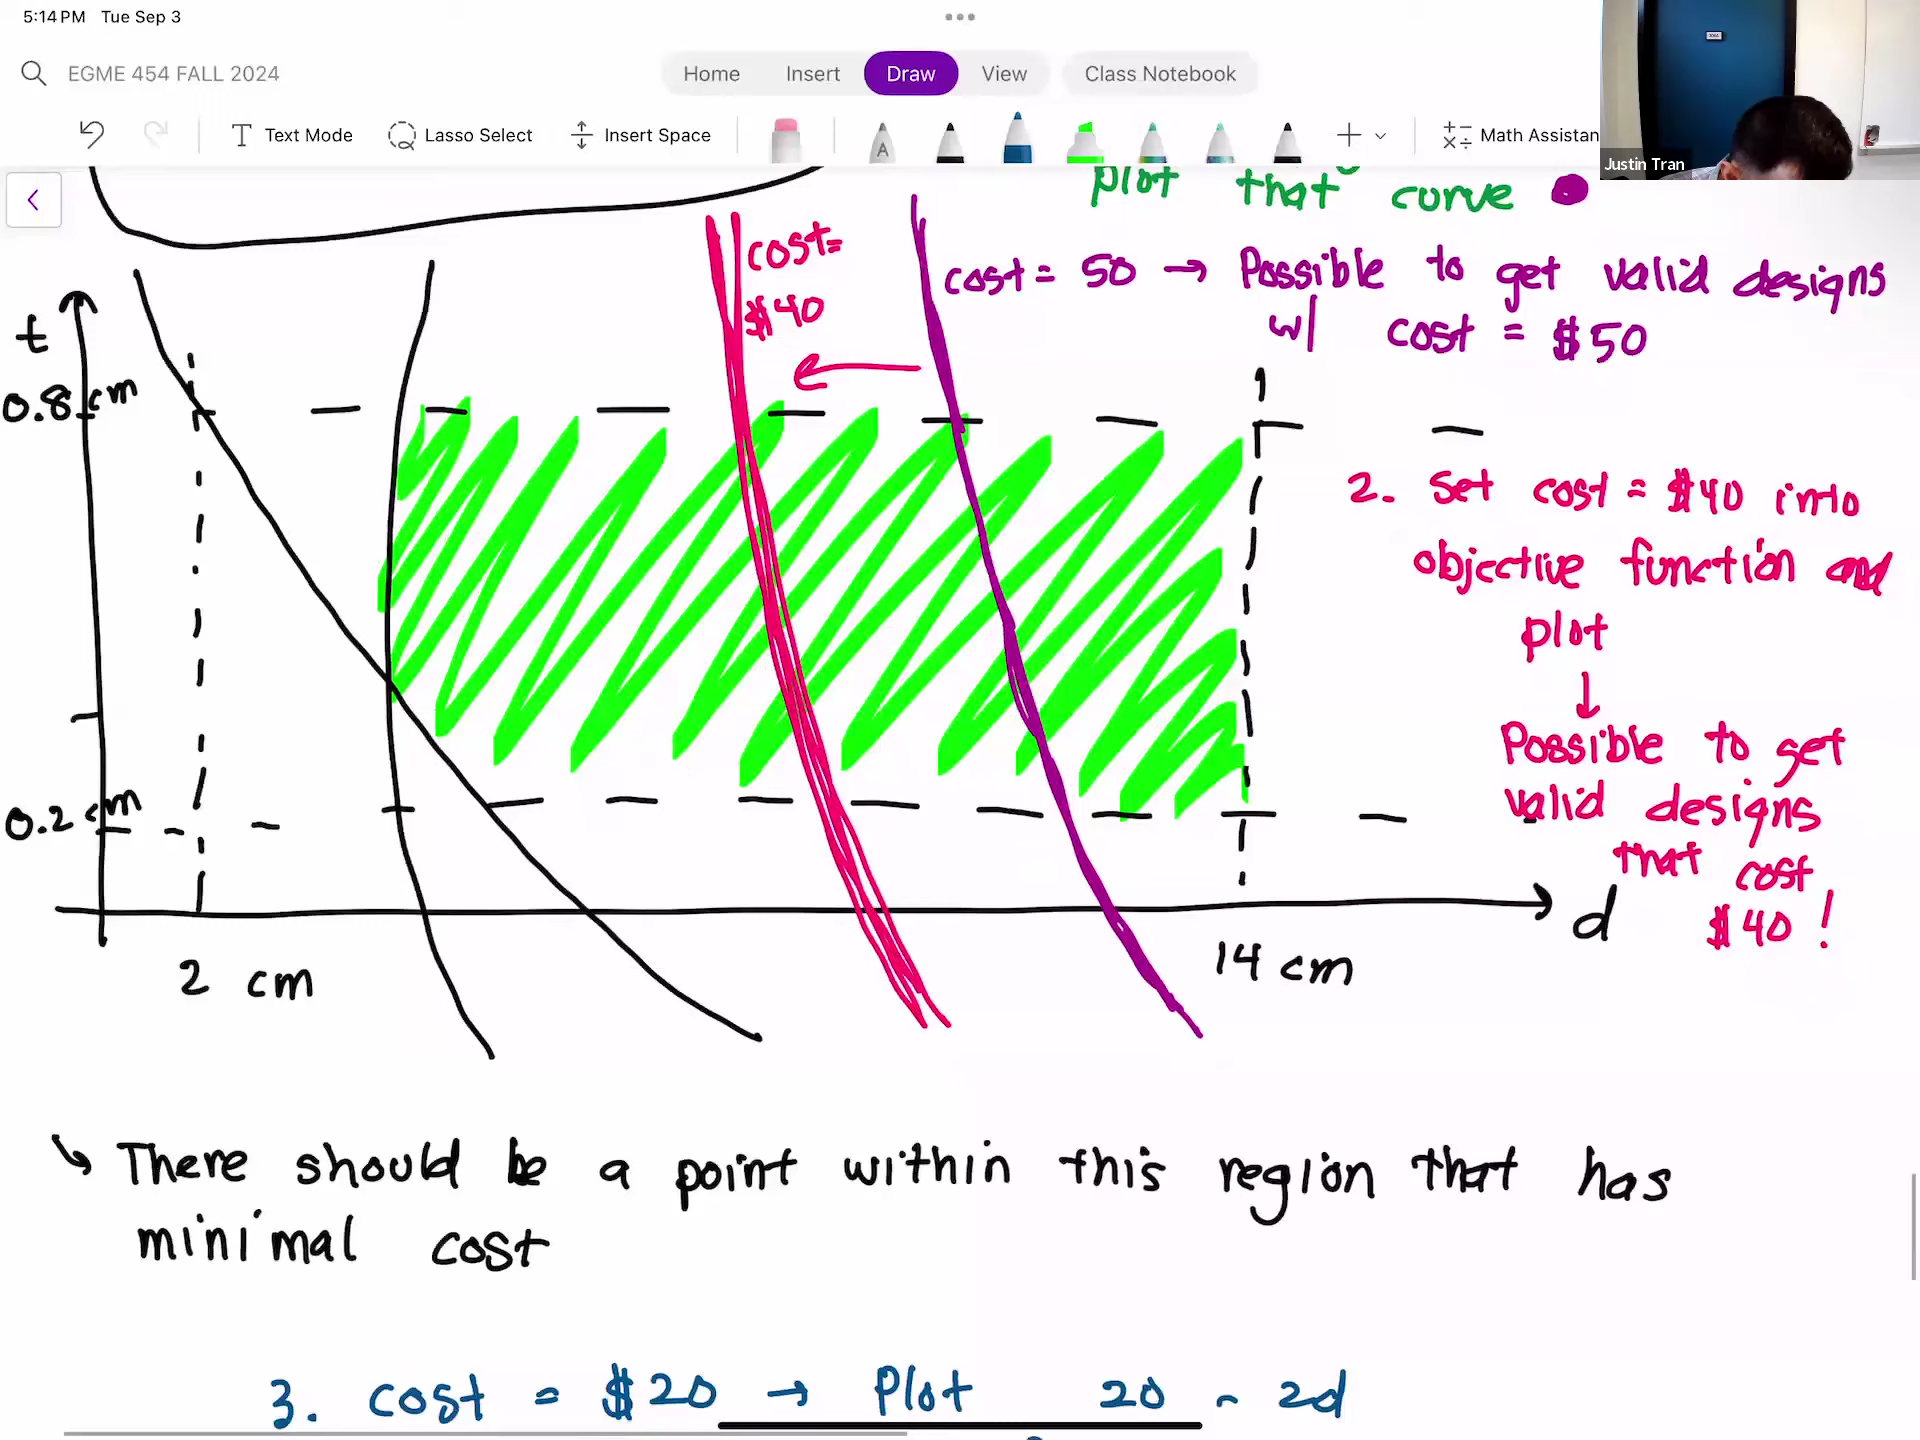 5:14 PM Tue Sep 3
EGME 454 FALL 2024
Home Insert Draw View Class Notebook
Text Mode Lasso Select Insert Space Math Assistan
Justin Tran
plot that curve
cost = 50 → Possible to get valid designs
w/ cost = $50
cost=
$40
t
0.8 cm
2. Set cost = $40 into
objective function and
plot
↓
Possible to get
valid designs
that cost
$40 !
0.2 cm
d
2 cm
14 cm
↘ There should be a point within this region that has
minimal cost
3. cost = $20 → Plot 20 - 2d